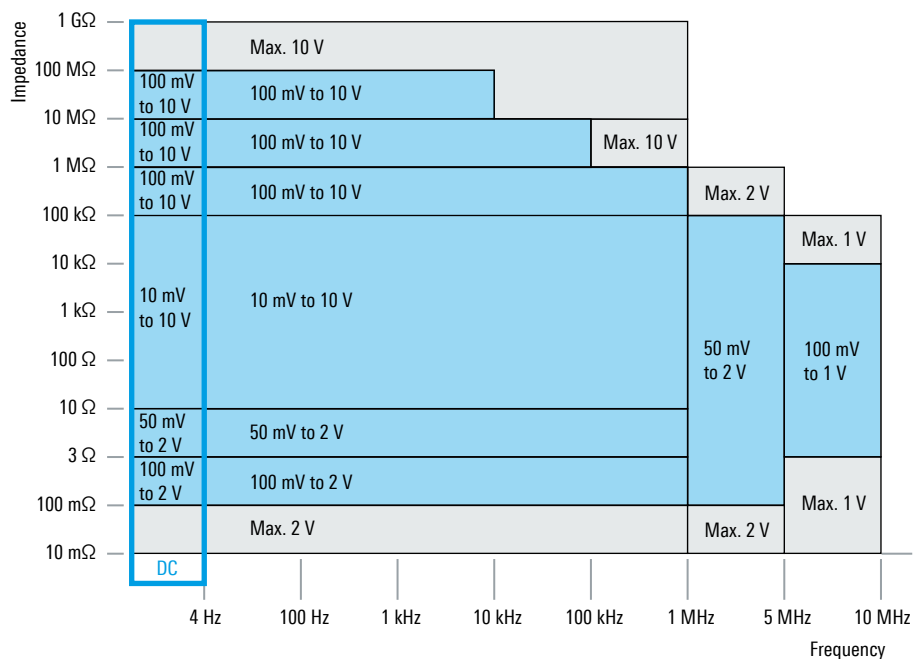 Impedance
1 GΩ
Max. 10 V
100 MΩ
100 mV
to 10 V
100 mV to 10 V
10 MΩ
100 mV
to 10 V
100 mV to 10 V
Max. 10 V
1 MΩ
100 mV
to 10 V
100 mV to 10 V
Max. 2 V
100 kΩ
Max. 1 V
10 kΩ
10 mV
to 10 V
10 mV to 10 V
1 kΩ
50 mV
to 2 V
100 mV
to 1 V
100 Ω
10 Ω
50 mV
to 2 V
50 mV to 2 V
3 Ω
100 mV
to 2 V
100 mV to 2 V
Max. 1 V
100 mΩ
Max. 2 V
Max. 2 V
10 mΩ
DC
4 Hz
100 Hz
1 kHz
10 kHz
100 kHz
1 MHz
5 MHz
10 MHz
Frequency